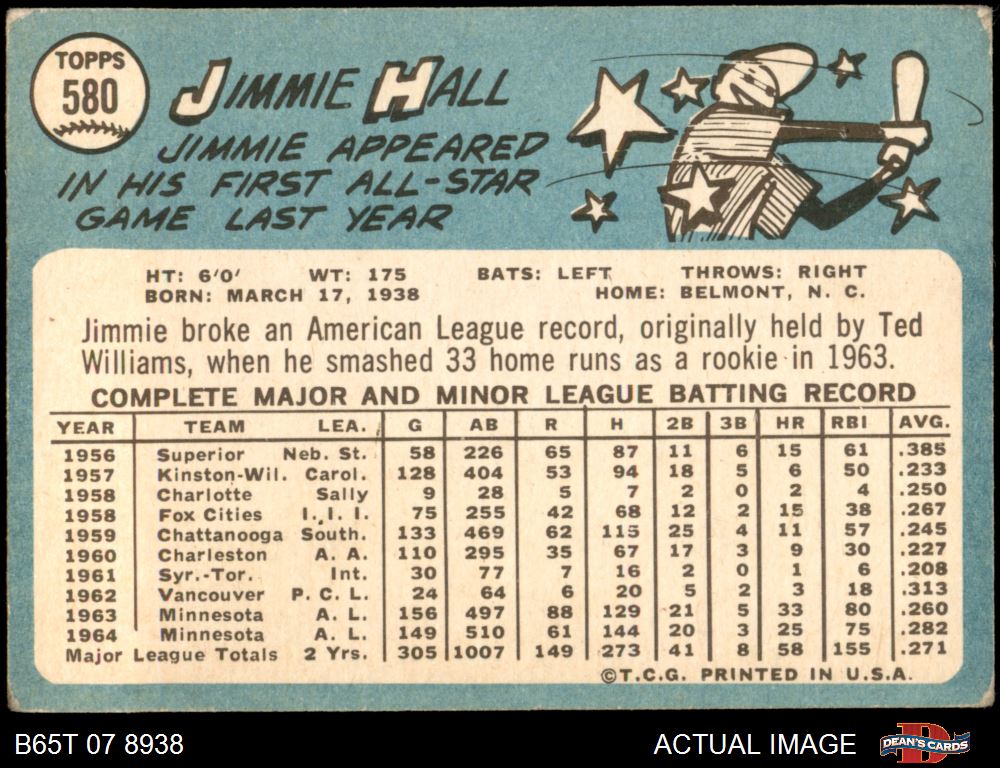 TOPPS
580
JIMMIE HALL
JIMMIE APPEARED
IN HIS FIRST ALL-STAR
GAME LAST YEAR
HT: 6'0' WT: 175 BATS: LEFT THROWS: RIGHT
BORN: MARCH 17, 1938 HOME: BELMONT, N. C.
Jimmie broke an American League record, originally held by Ted
Williams, when he smashed 33 home runs as a rookie in 1963.
COMPLETE MAJOR AND MINOR LEAGUE BATTING RECORD
YEAR TEAM LEA. G AB R H 2B 3B HR RBI AVG.
1956 Superior Neb. St. 58 226 65 87 11 6 15 61 .385
1957 Kinston-Wil. Carol. 128 404 53 94 18 5 6 50 .233
1958 Charlotte Sally 9 28 5 7 2 0 2 4 .250
1958 Fox Cities I. I. I. 75 255 42 68 12 2 15 38 .267
1959 Chattanooga South. 133 469 62 115 25 4 11 57 .245
1960 Charleston A. A. 110 295 35 67 17 3 9 30 .227
1961 Syr.-Tor. Int. 30 77 7 16 2 0 1 6 .208
1962 Vancouver P. C. L. 24 64 6 20 5 2 3 18 .313
1963 Minnesota A. L. 156 497 88 129 21 5 33 80 .260
1964 Minnesota A. L. 149 510 61 144 20 3 25 75 .282
Major League Totals 2 Yrs. 305 1007 149 273 41 8 58 155 .271
©T.C.G. PRINTED IN U.S.A.
B65T 07 8938 ACTUAL IMAGE DEAN'S CARDS